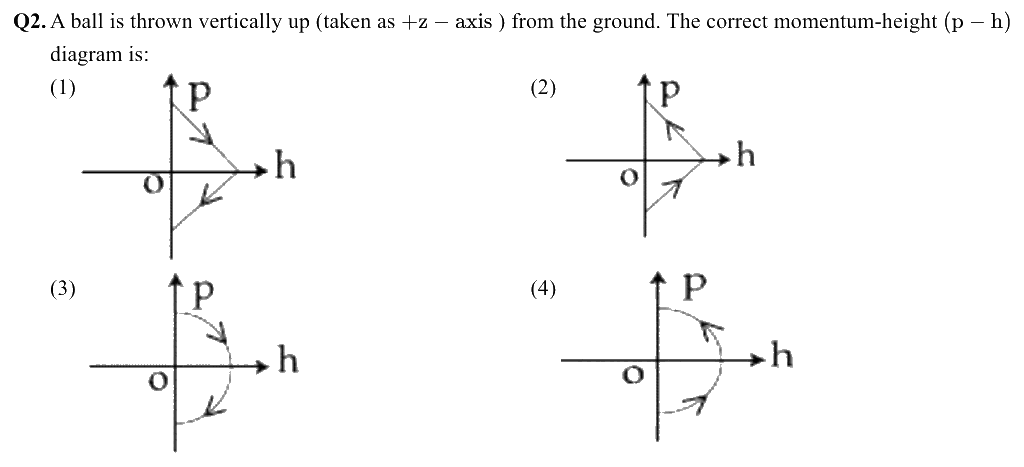 Q2. A ball is thrown vertically up (taken as +z − axis ) from the ground. The correct momentum-height (p − h)
diagram is:
(1)
p
h
O
(2)
p
h
O
(3)
p
h
O
(4)
p
h
O